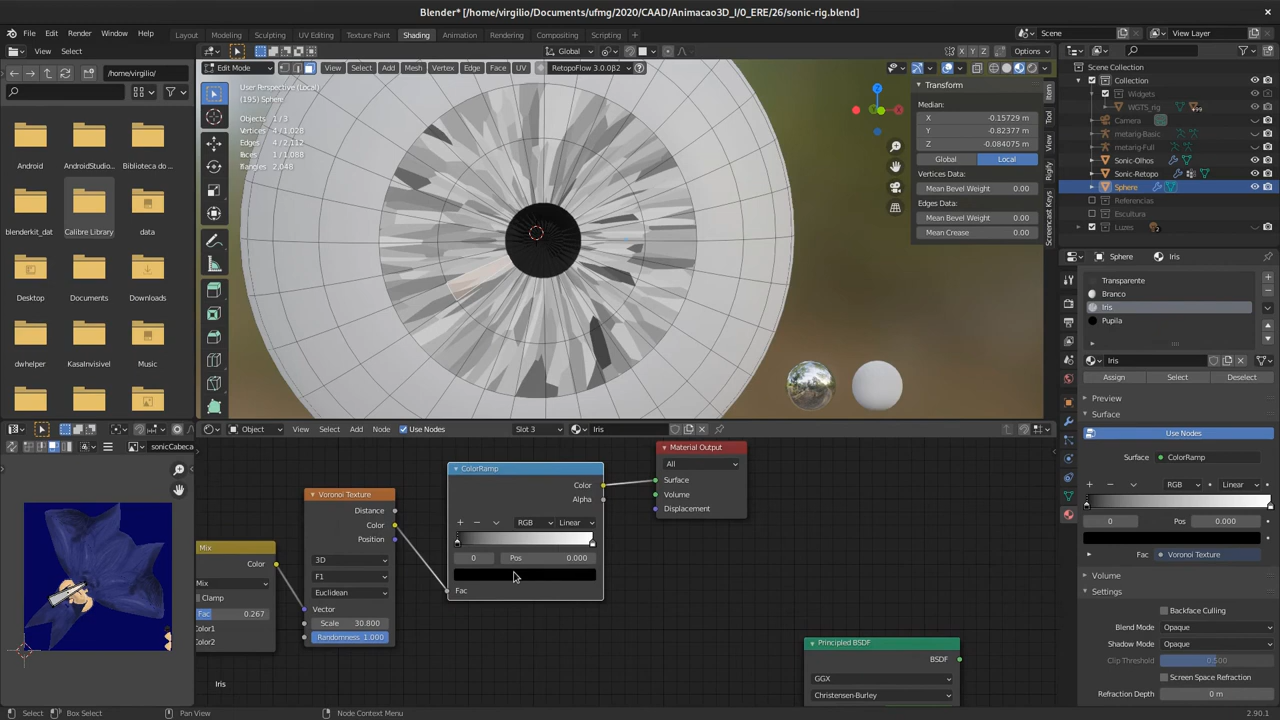 Blender* [/home/virgilio/Documents/ufmg/2020/CAAD/Animacao3D_I/0_ERE/26/sonic-rig.blend]
File Edit Render Window Help Layout Modeling Sculpting UV Editing Texture Paint Shading Animation Rendering Compositing Scripting + Scene View Layer
View Select Global Options
/home/virgilio/ Edit Mode View Select Add Mesh Vertex Edge Face UV RetopoFlow 3.0.0β2
User Perspective (Local)
(195) Sphere
Objects 1/3
Vertices 4/1,028
Edges 4/2,112
Faces 1/1,088
Triangles 2,048
Transform
Median:
X -0.15729 m
Y -0.82377 m
Z -0.084075 m
Global Local
Vertices Data:
Mean Bevel Weight 0.00
Edges Data:
Mean Bevel Weight 0.00
Mean Crease 0.00
Item
Tool
View
Rigify
Screencast Keys
Scene Collection
Collection
Widgets
WGTS_rig
Camera
metarig-Basic
metarig-Full
Sonic-Olhos
Sonic-Retopo
Sphere
Referencias
Escultura
Luzes
Android AndroidStudio... Biblioteca do ...
blenderkit_dat Calibre Library data
Desktop Documents Downloads
dwhelper KasaInvisivel Music
Sphere Iris
Transparente
Branco
Iris
Pupila
Iris
Assign Select Deselect
Preview
Surface
Use Nodes
Surface ColorRamp
RGB Linear
0 Pos 0.000
Fac Voronoi Texture
Volume
Settings
Backface Culling
Blend Mode Opaque
Shadow Mode Opaque
Clip Threshold 0.500
Screen Space Refraction
Refraction Depth 0 m
Object View Select Add Node Use Nodes Slot 3 Iris
sonicCabeca
Mix
Color
Mix
Clamp
Fac 0.267
Color1
Color2
Voronoi Texture
Distance
Color
Position
3D
F1
Euclidean
Vector
Scale 30.800
Randomness 1.000
ColorRamp
Color
Alpha
RGB Linear
0 Pos 0.000
Fac
Material Output
All
Surface
Volume
Displacement
Principled BSDF
BSDF
GGX
Christensen-Burley
Iris
Select Box Select Pan View Node Context Menu 2.90.1